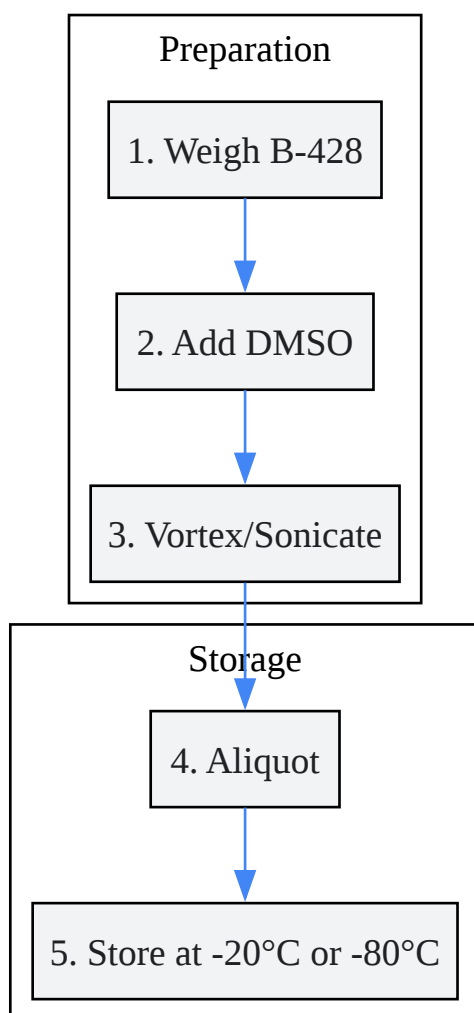 Preparation
1. Weigh B-428
2. Add DMSO
3. Vortex/Sonicate
Storage
4. Aliquot
5. Store at -20°C or -80°C